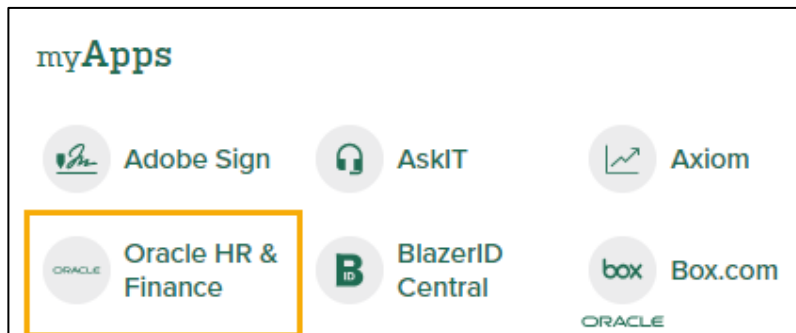 myApps
Adobe Sign
AskIT
Axiom
ORACLE
Oracle HR &
Finance
B
ID
BlazerID
Central
box
Box.com
ORACLE